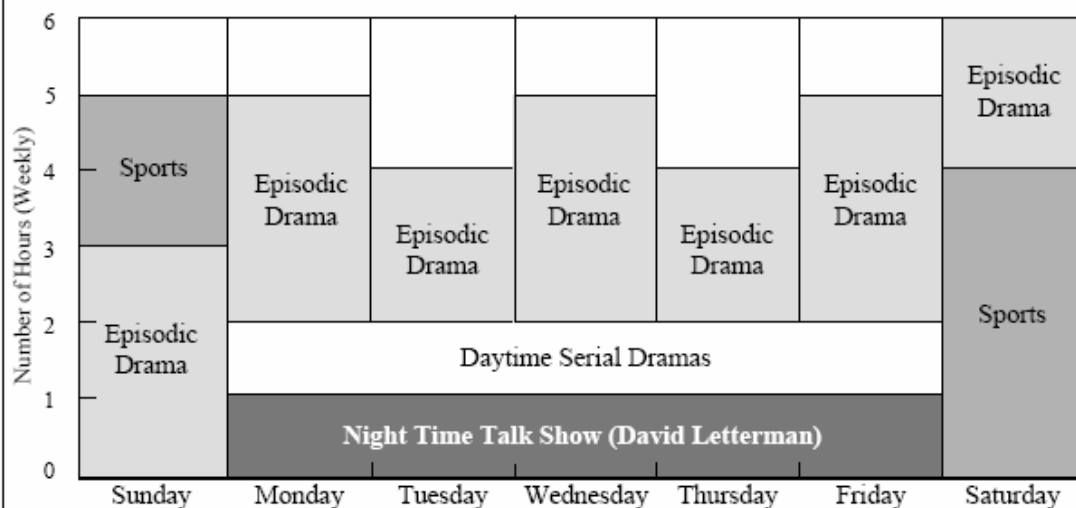 Number of Hours (Weekly)
6
5
4
3
2
1
0
Sports
Episodic
Drama
Episodic
Drama
Episodic
Drama
Episodic
Drama
Episodic
Drama
Episodic
Drama
Episodic
Drama
Sports
Daytime Serial Dramas
Night Time Talk Show (David Letterman)
Sunday
Monday
Tuesday
Wednesday
Thursday
Friday
Saturday